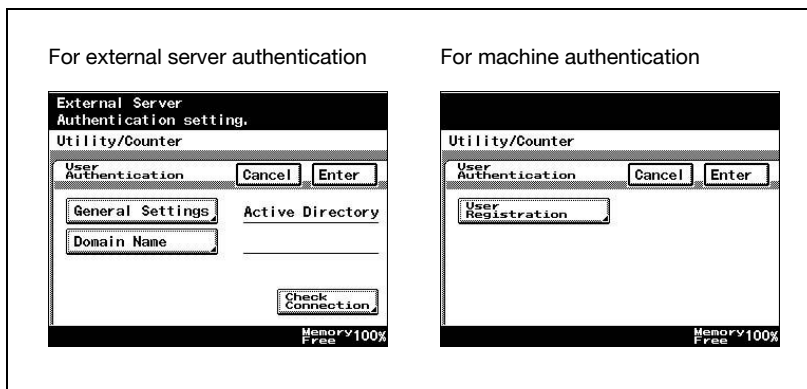 For external server authentication
For machine authentication
External Server
Authentication setting.
Utility/Counter
User
Authentication
Cancel
Enter
General Settings
Active Directory
Domain Name
Check
Connection
Memory
Free 100%
Utility/Counter
User
Authentication
Cancel
Enter
User
Registration
Memory
Free 100%